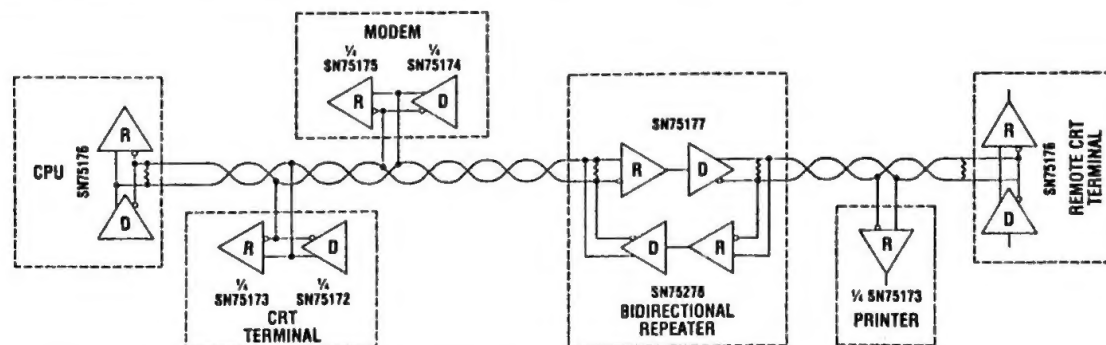 MODEM
¼
SN75175
¼
SN75174
R
D
CPU
SN75176
R
D
R
D
¼
SN75173
¼
SN75172
CRT
TERMINAL
SN75177
R
D
D
R
SN75278
BIDIRECTIONAL
REPEATER
R
¼ SN75173
PRINTER
R
D
SN75176
REMOTE CRT
TERMINAL